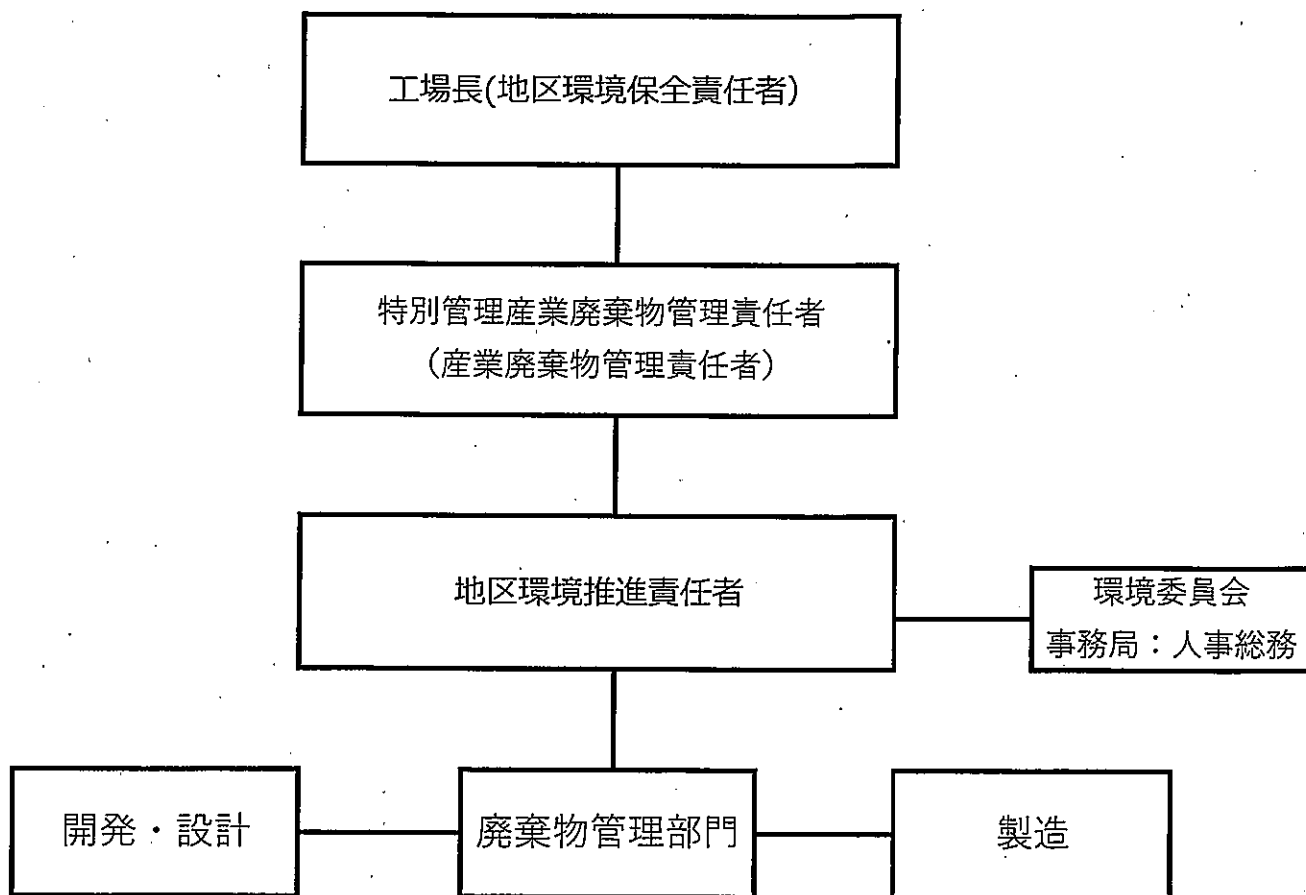 工場長(地区環境保全責任者)
特別管理産業廃棄物管理責任者
（産業廃棄物管理責任者）
地区環境推進責任者
環境委員会
事務局：人事総務
開発・設計
廃棄物管理部門
製造